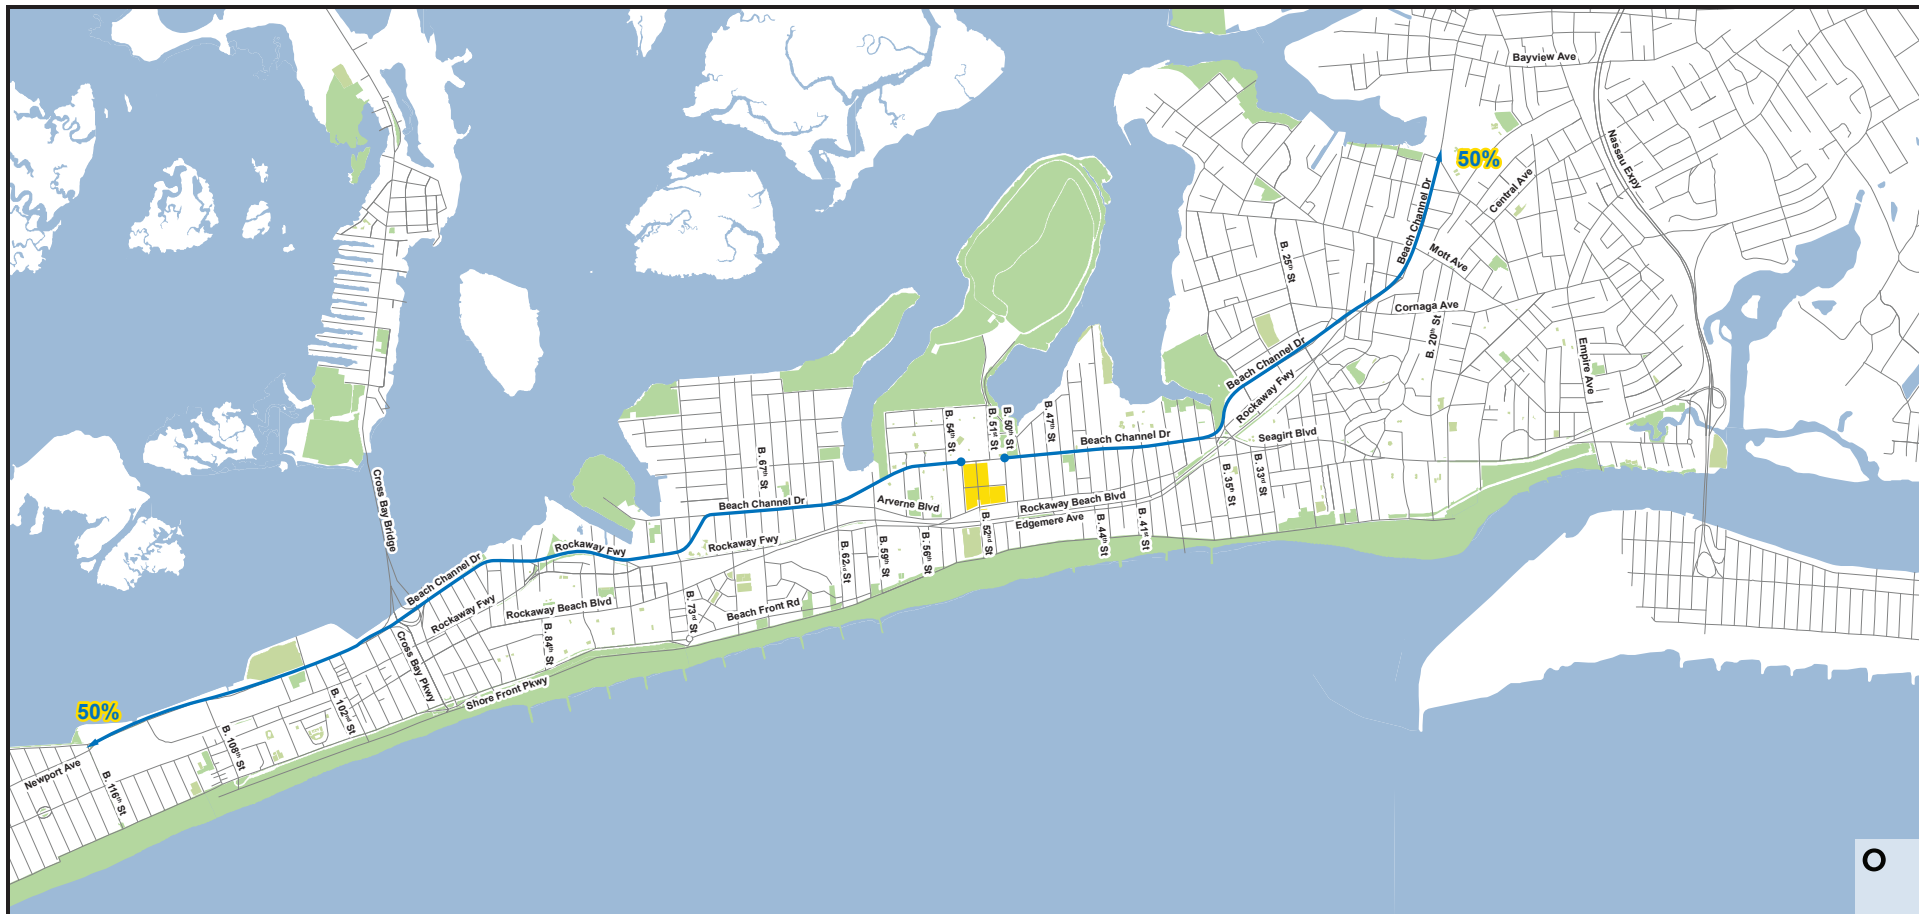 Bayview Ave
Nassau Expy
50%
Central Ave
Beach Channel Dr
Mott Ave
B. 25th St
Cornaga Ave
B. 20th St
Empire Ave
Beach Channel Dr
Rockaway Fwy
B. 54th St
B. 51st St
B. 50th St
B. 47th St
Beach Channel Dr
Seagirt Blvd
B. 67th St
B. 35th St
B. 33rd St
Cross Bay Bridge
Beach Channel Dr
Arverne Blvd
Rockaway Beach Blvd
Edgemere Ave
B. 52nd St
B. 44th St
B. 41st St
Rockaway Fwy
Rockaway Fwy
B. 62rd St
B. 59th St
B. 56th St
Beach Channel Dr
Rockaway Fwy
Rockaway Beach Blvd
B. 73rd St
Beach Front Rd
B. 84th St
Cross Bay Pkwy
Shore Front Pkwy
B. 102nd St
50%
B. 108th St
Newport Ave
B. 116th St
O